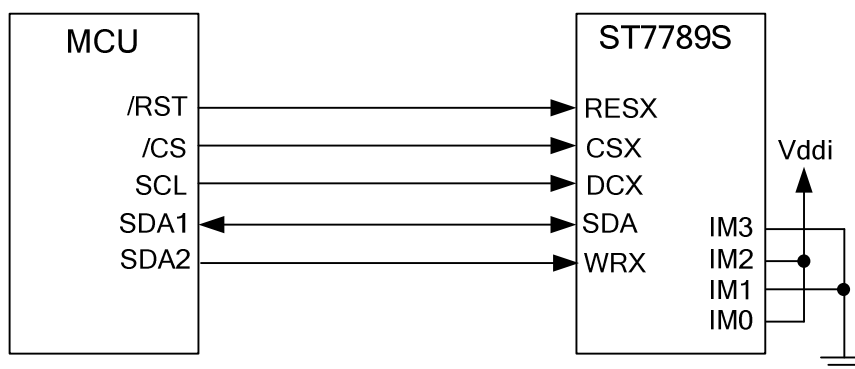 MCU
ST7789S
/RST
RESX
/CS
CSX
Vddi
SCL
DCX
SDA1
SDA
IM3
SDA2
WRX
IM2
IM1
IM0